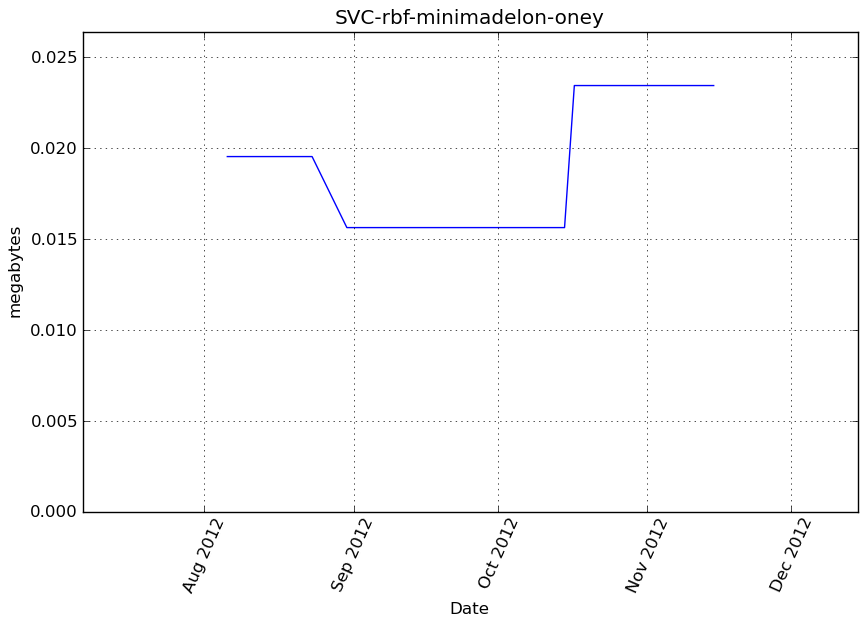 SVC-rbf-minimadelon-oney
0.025
0.020
0.015
0.010
0.005
0.000
megabytes
Aug 2012
Sep 2012
Oct 2012
Nov 2012
Dec 2012
Date